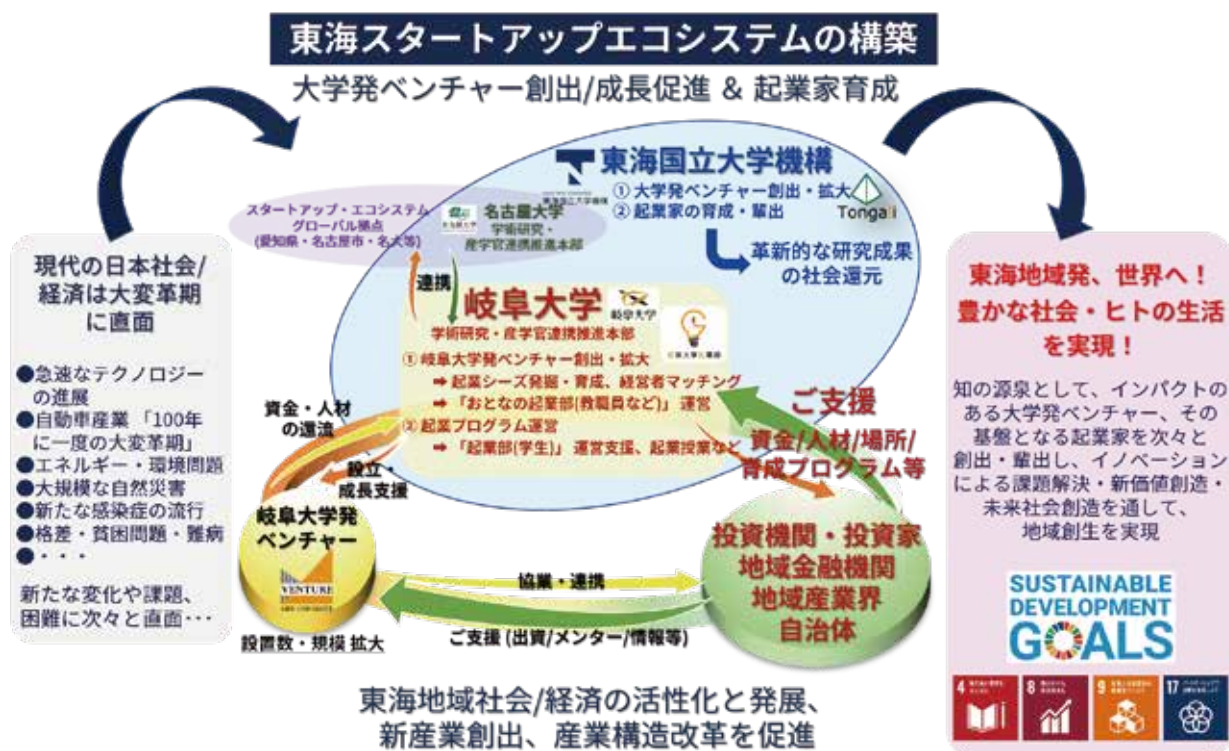 東海スタートアップエコシステムの構築
大学発ベンチャー創出/成長促進 & 起業家育成
現代の日本社会/
経済は大変革期
に直面
●急速なテクノロジー
の進展
●自動車産業 「100年
に一度の大変革期」
●エネルギー・環境問題
●大規模な自然災害
●新たな感染症の流行
●格差・貧困問題・難病
●・・・
新たな変化や課題、
困難に次々と直面・・・
東海国立大学機構
① 大学発ベンチャー創出・拡大
② 起業家の育成・輩出
Tongali
革新的な研究成果
の社会還元
スタートアップ・エコシステム
グローバル拠点
(愛知県・名古屋市・名大等)
名古屋大学
学術研究・
産学官連携推進本部
連携
岐阜大学
岐阜大学
学術研究・産学官連携推進本部
① 岐阜大学発ベンチャー創出・拡大
➡ 起業シーズ発掘・育成、経営者マッチング
➡ 「おとなの起業部(教職員など)」 運営
② 起業プログラム運営
➡ 「起業部(学生)」 運営支援、起業授業など
資金・人材
の還流
設立・
成長支援
ご支援
資金/人材/場所/
育成プログラム等
岐阜大学発
ベンチャー
VENTURE
設置数・規模 拡大
協業・連携
ご支援 (出資/メンター/情報等)
投資機関・投資家
地域金融機関
地域産業界
自治体
東海地域発、世界へ！
豊かな社会・ヒトの生活
を実現！
知の源泉として、インパクトの
ある大学発ベンチャー、その
基盤となる起業家を次々と
創出・輩出し、イノベーション
による課題解決・新価値創造・
未来社会創造を通して、
地域創生を実現
SUSTAINABLE
DEVELOPMENT
GOALS
4
8
9
17
東海地域社会/経済の活性化と発展、
新産業創出、産業構造改革を促進